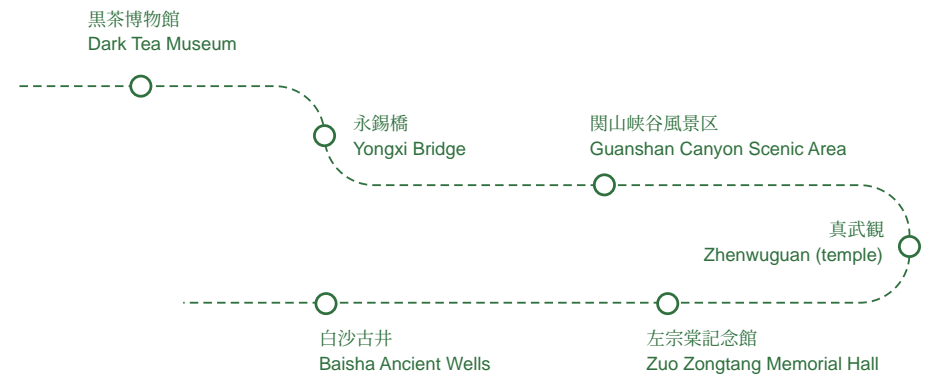 黒茶博物館
Dark Tea Museum
永錫橋
Yongxi Bridge
関山峡谷風景区
Guanshan Canyon Scenic Area
真武観
Zhenwuguan (temple)
左宗棠記念館
Zuo Zongtang Memorial Hall
白沙古井
Baisha Ancient Wells